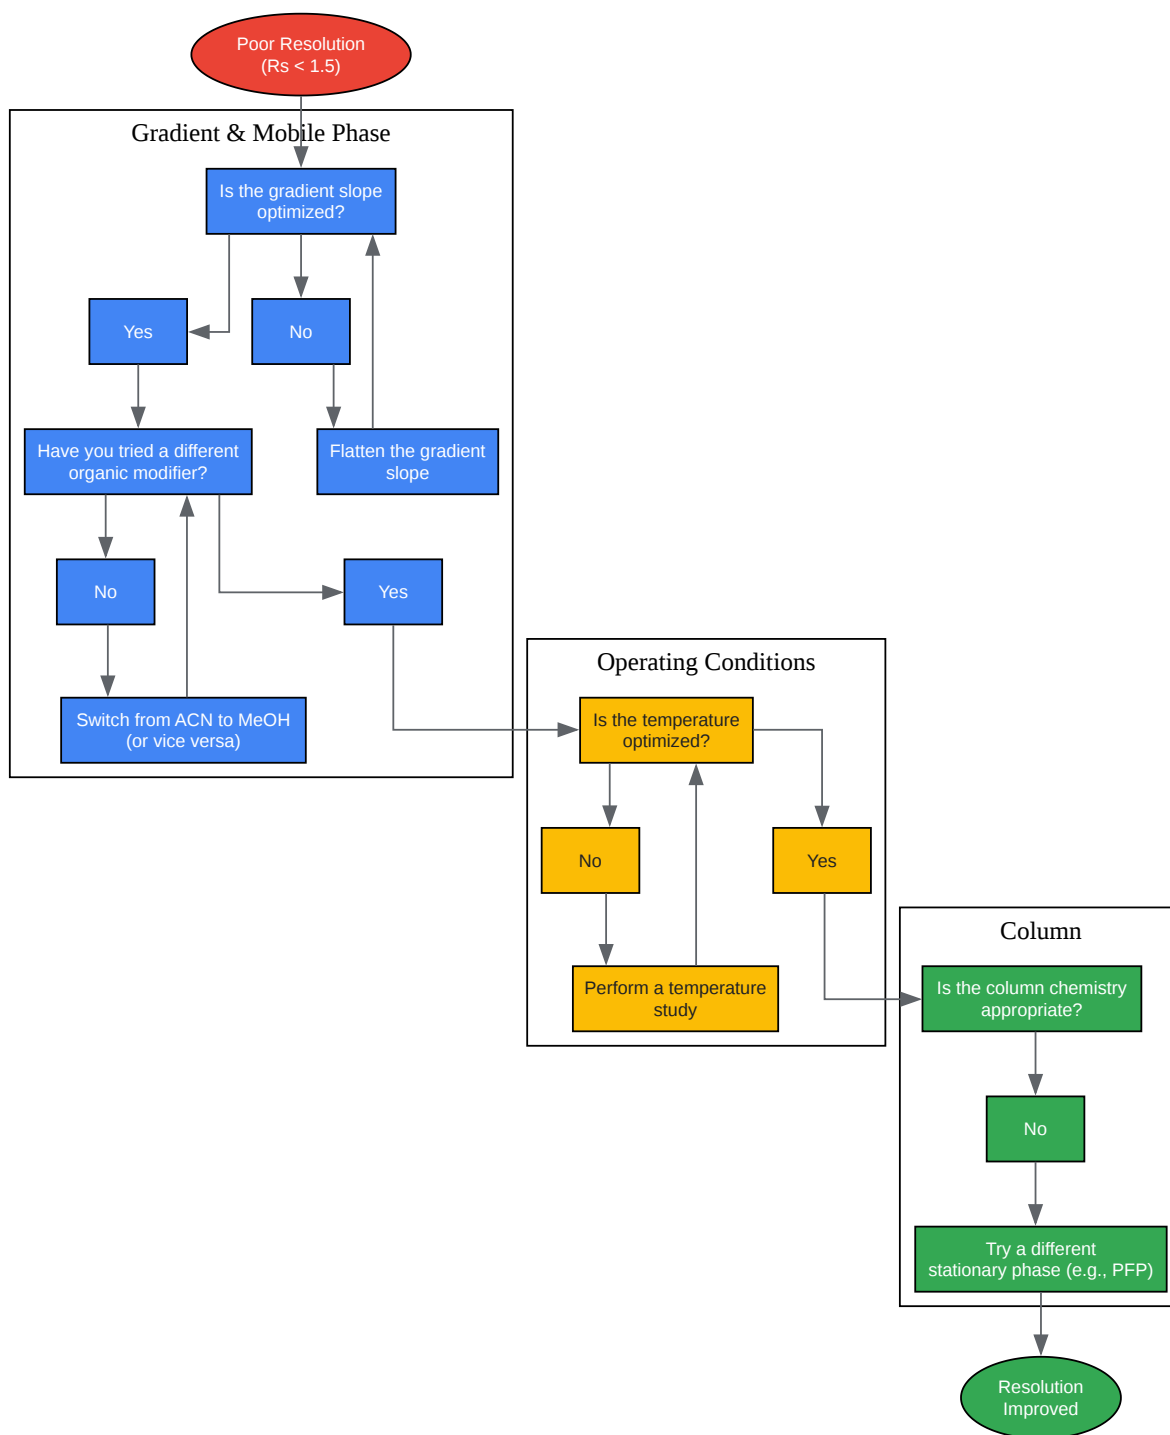 Poor Resolution
(Rs < 1.5)
Gradient & Mobile Phase
Is the gradient slope
optimized?
Yes
No
Have you tried a different
organic modifier?
Flatten the gradient
slope
No
Yes
Switch from ACN to MeOH
(or vice versa)
Operating Conditions
Is the temperature
optimized?
No
Yes
Perform a temperature
study
Column
Is the column chemistry
appropriate?
No
Try a different
stationary phase (e.g., PFP)
Resolution
Improved